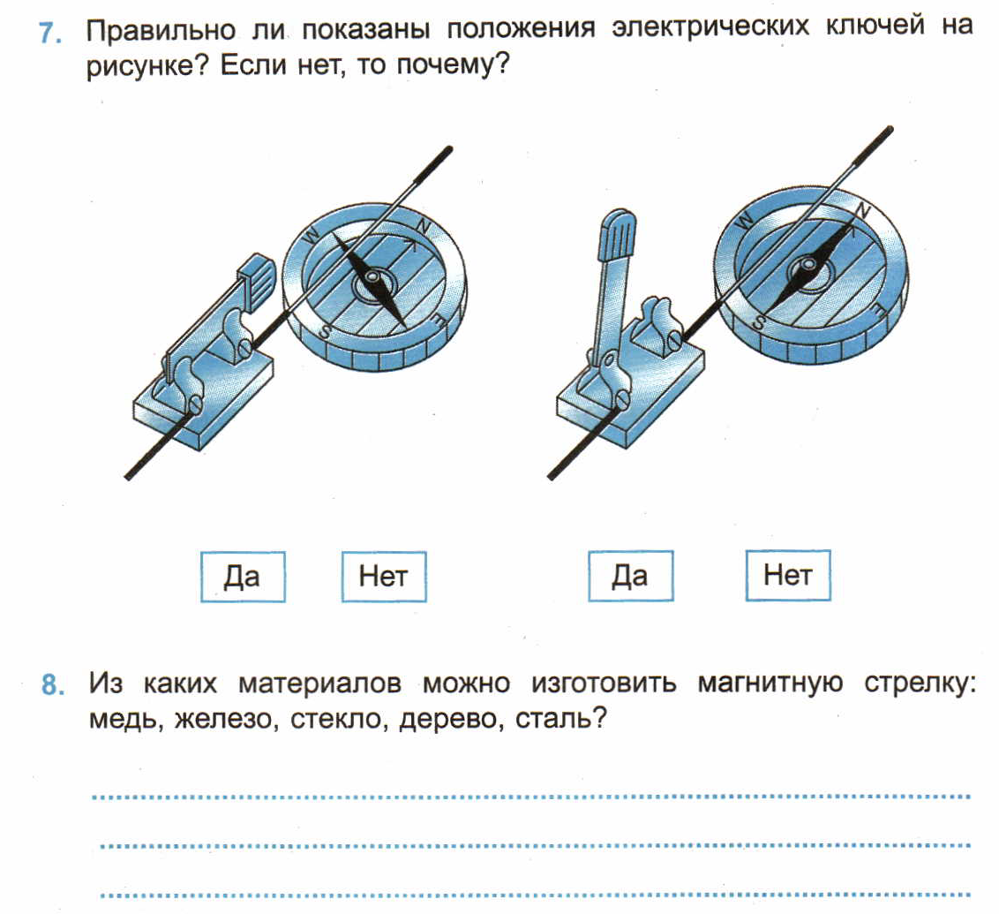 7. Правильно ли показаны положения электрических ключей на
рисунке? Если нет, то почему?
W N S E
W N S E
Да Нет Да Нет
8. Из каких материалов можно изготовить магнитную стрелку:
медь, железо, стекло, дерево, сталь?